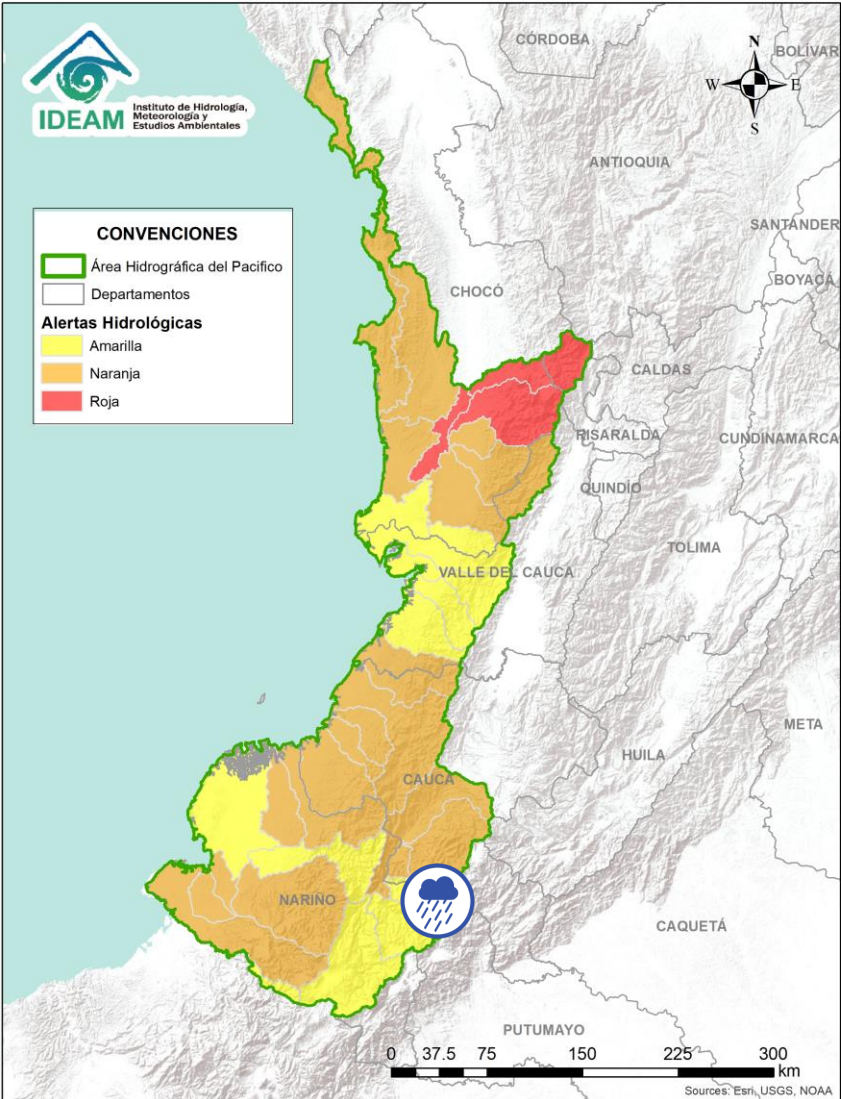 IDEAM
Instituto de Hidrología,
Meteorología y
Estudios Ambientales
N
W
E
S
CONVENCIONES
Área Hidrográfica del Pacifico
Departamentos
Alertas Hidrológicas
Amarilla
Naranja
Roja
CÓRDOBA
BOLÍVAR
ANTIOQUIA
SANTANDER
BOYACÁ
CHOCÓ
CALDAS
RISARALDA
CUNDINAMARCA
QUINDÍO
TOLIMA
VALLE DEL CAUCA
META
HUILA
CAUCA
NARIÑO
CAQUETÁ
PUTUMAYO
0 37.5 75 150 225 300
km
Sources: Esri, USGS, NOAA